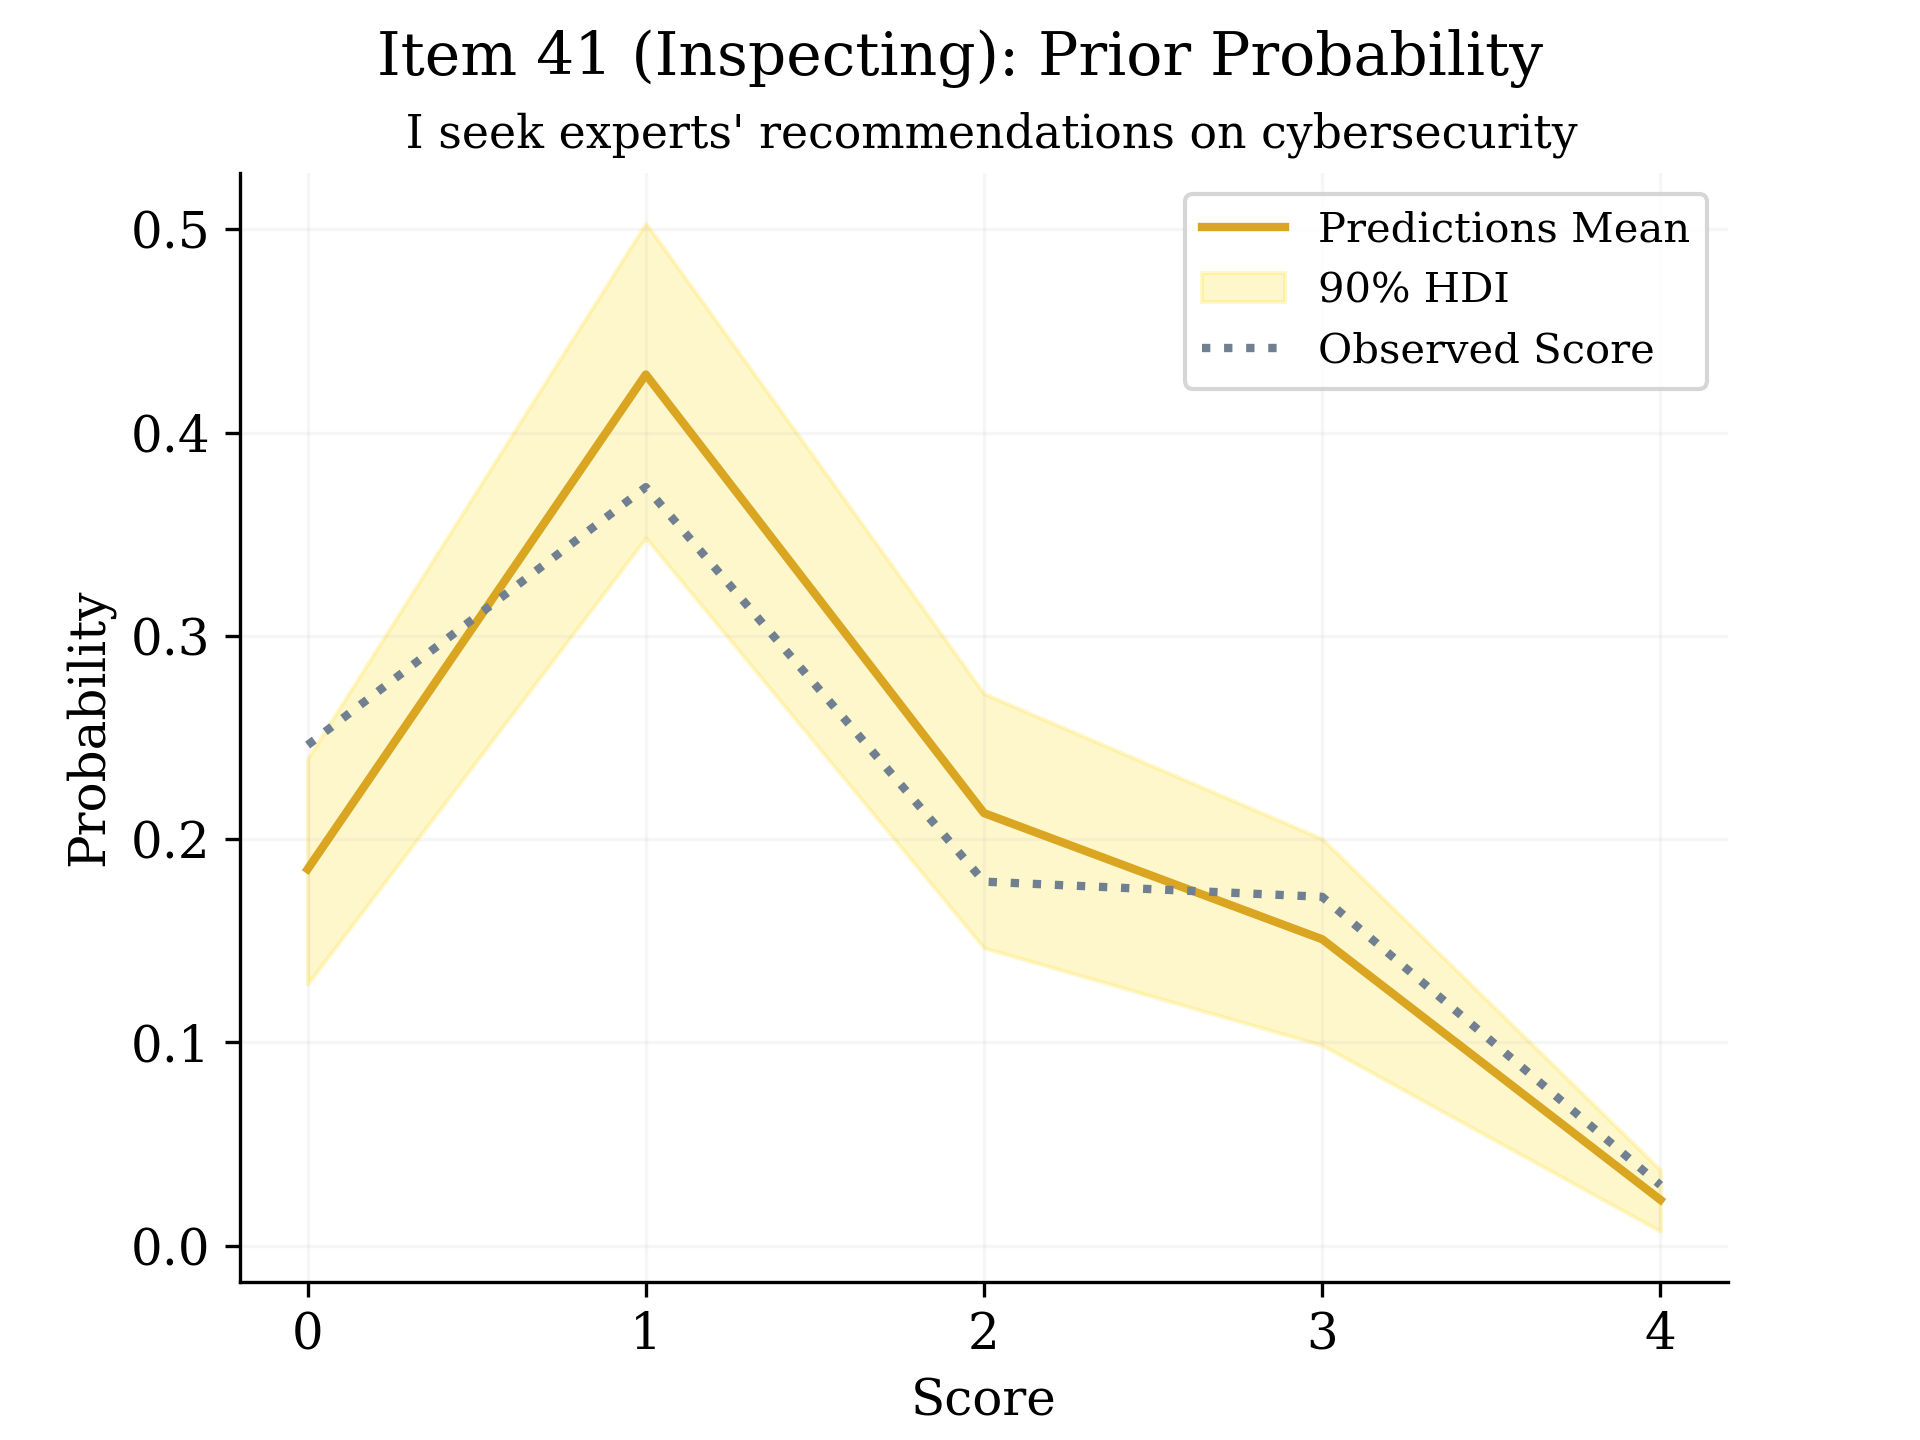 Item 41 (Inspecting): Prior Probability
I seek experts' recommendations on cybersecurity
Predictions Mean
90% HDI
Observed Score
Probability
0.5
0.4
0.3
0.2
0.1
0.0
0 1 2 3 4
Score